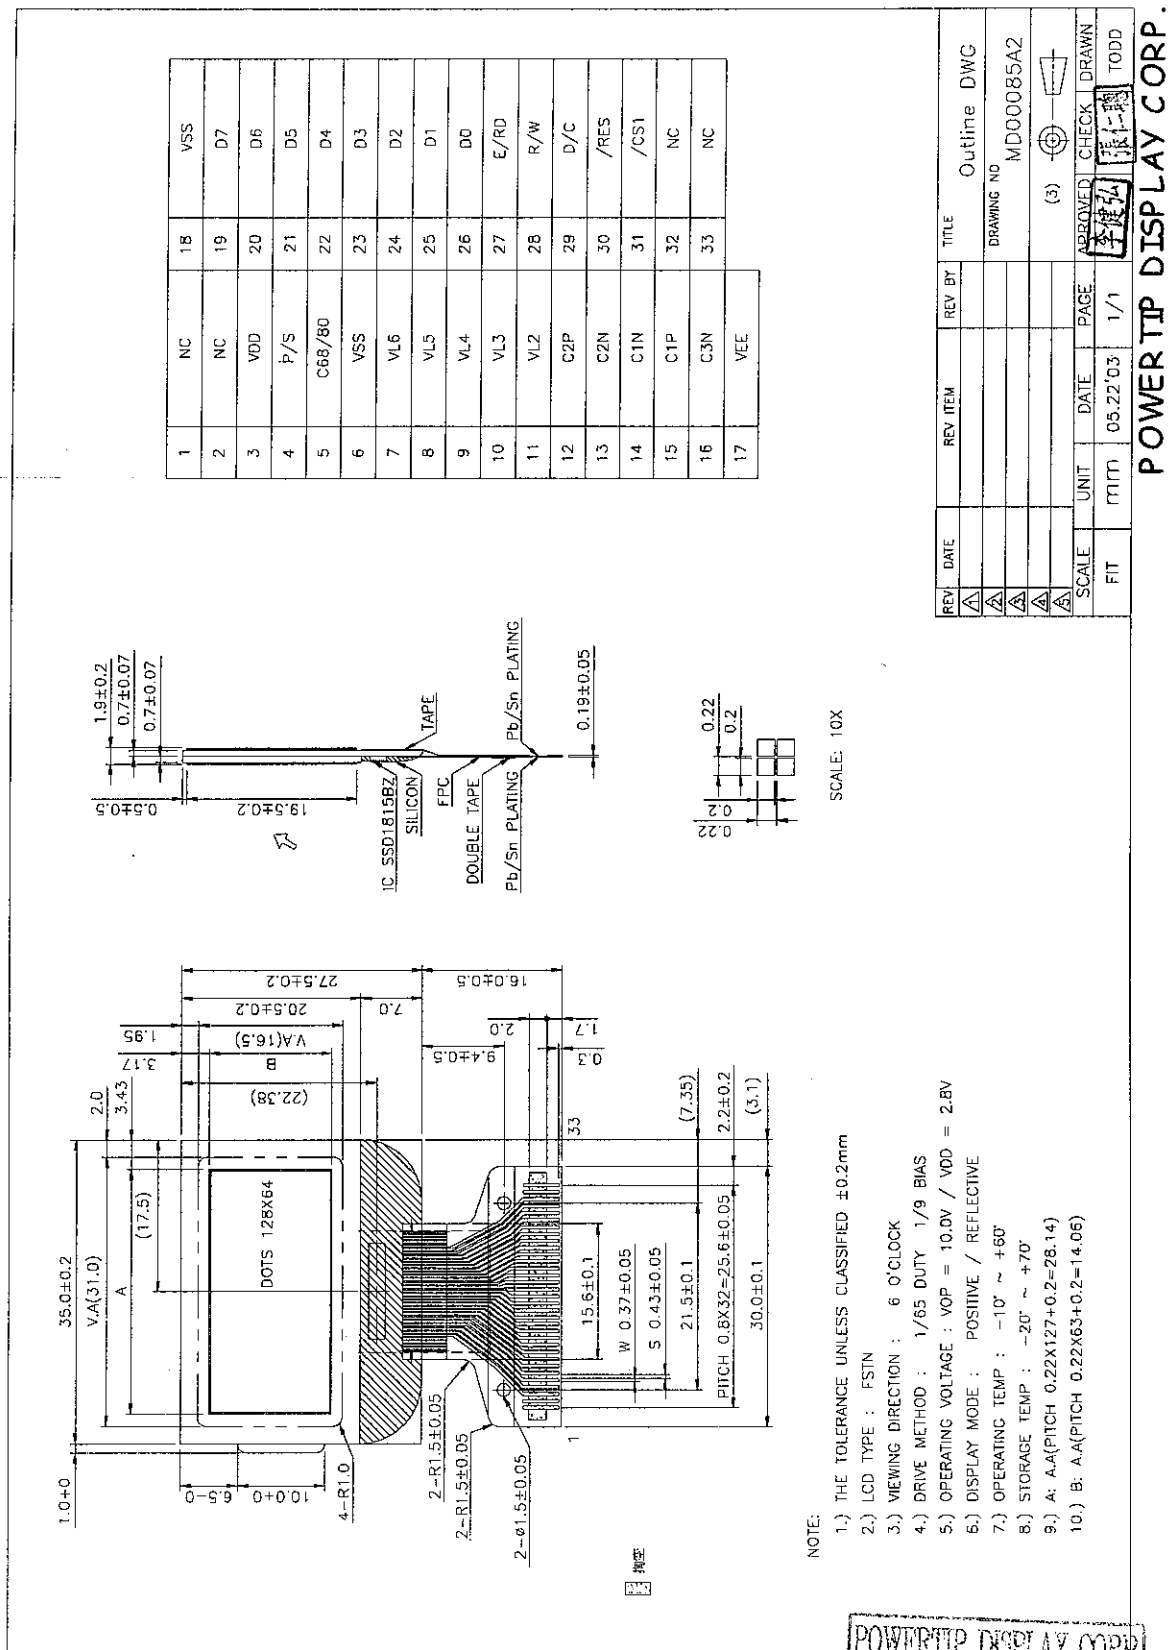 1 NC 18 VSS
2 NC 19 D7
3 VDD 20 D6
4 P/S 21 D5
5 C68/80 22 D4
6 VSS 23 D3
7 VL6 24 D2
8 VL5 25 D1
9 VL4 26 D0
10 VL3 27 E/RD
11 VL2 28 R/W
12 C2P 29 D/C
13 C2N 30 /RES
14 C1N 31 /CS1
15 C1P 32 NC
16 C3N 33 NC
17 VEE
1.0+0
35.0±0.2
V.A(31.0)
A
(17.5)
2.0
3.43
DOTS 128X64
6.5-0
10.0+0
4-R1.0
3.17
1.95
B
V.A(16.5)
(22.38)
20.5±0.2
27.5±0.2
7.0
16.0±0.5
9.4±0.5
2.0
1.7
0.3
2-R1.5±0.05
2-R1.5±0.05
2-ø1.5±0.05
1
33
15.6±0.1
W 0.37±0.05
S 0.43±0.05
21.5±0.1
PITCH 0.8X32=25.6±0.05
30.0±0.1
(7.35)
2.2±0.2
(3.1)
1.9±0.2
0.7±0.07
0.7±0.07
0.5±0.5
19.5±0.2
IC SSD1815BZ
SILICON
TAPE
FPC
DOUBLE TAPE
Pb/Sn PLATING
Pb/Sn PLATING
0.19±0.05
0.22
0.2
0.2
0.22
SCALE: 10X
NOTE:
1.) THE TOLERANCE UNLESS CLASSIFIED ±0.2mm
2.) LCD TYPE : FSTN
3.) VIEWING DIRECTION : 6 O'CLOCK
4.) DRIVE METHOD : 1/65 DUTY 1/9 BIAS
5.) OPERATING VOLTAGE : VOP = 10.0V / VDD = 2.8V
6.) DISPLAY MODE : POSITIVE / REFLECTIVE
7.) OPERATING TEMP : -10° ~ +60°
8.) STORAGE TEMP : -20° ~ +70°
9.) A: A.A(PITCH 0.22X127+0.2=28.14)
10.) B: A.A(PITCH 0.22X63+0.2=14.06)
REV DATE REV ITEM REV BY
1
2
3
4
5
TITLE
Outline DWG
DRAWING NO
MD00085A2
(3)
SCALE UNIT DATE PAGE APPROVED CHECK DRAWN
FIT mm 05.22'03 1/1 李健弘 張仁聰 TODD
POWER TIP DISPLAY CORP.
POWERTIP DISPLAY CORP